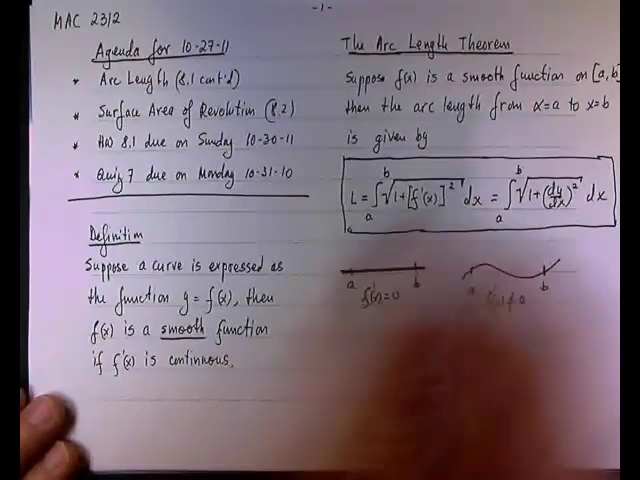 MAC 2312
-1-
Agenda for 10-27-11
* Arc Length (8.1 cont'd)
* Surface Area of Revolution (8.2)
* HW 8.1 due on Sunday 10-30-11
* Quiz 7 due on Monday 10-31-10
Definition
Suppose a curve is expressed as
the function y = f(x), then
f(x) is a smooth function
if f'(x) is continuous.
The Arc Length Theorem
Suppose f(x) is a smooth function on [a,b]
then the arc length from x=a to x=b
is given by
L = ∫_a^b √(1+[f'(x)]²) dx = ∫_a^b √(1+(dy/dx)²) dx
a b a b
f'(x)=0 ≠0